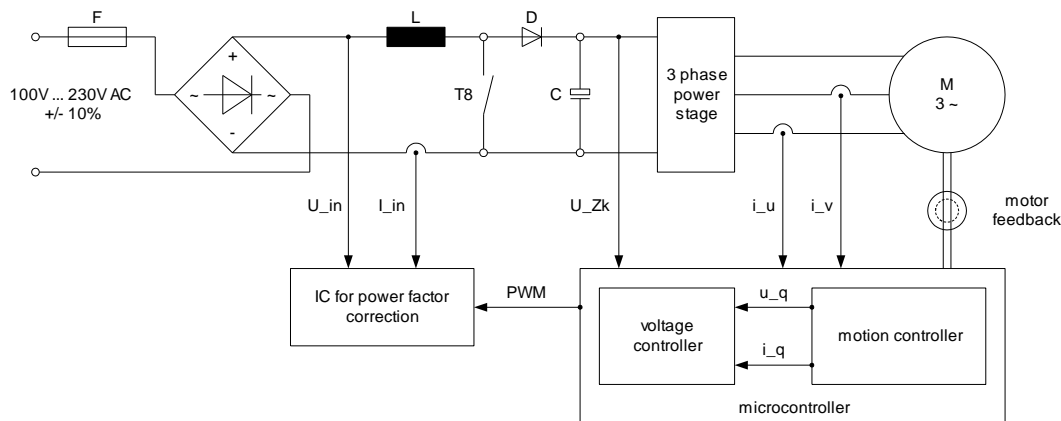 F
L
D
+
~
~
-
100V ... 230V AC
+/- 10%
T8
C
3 phase
power
stage
M
3 ~
U_in
I_in
U_Zk
i_u
i_v
motor
feedback
IC for power factor
correction
PWM
voltage
controller
u_q
i_q
motion controller
microcontroller